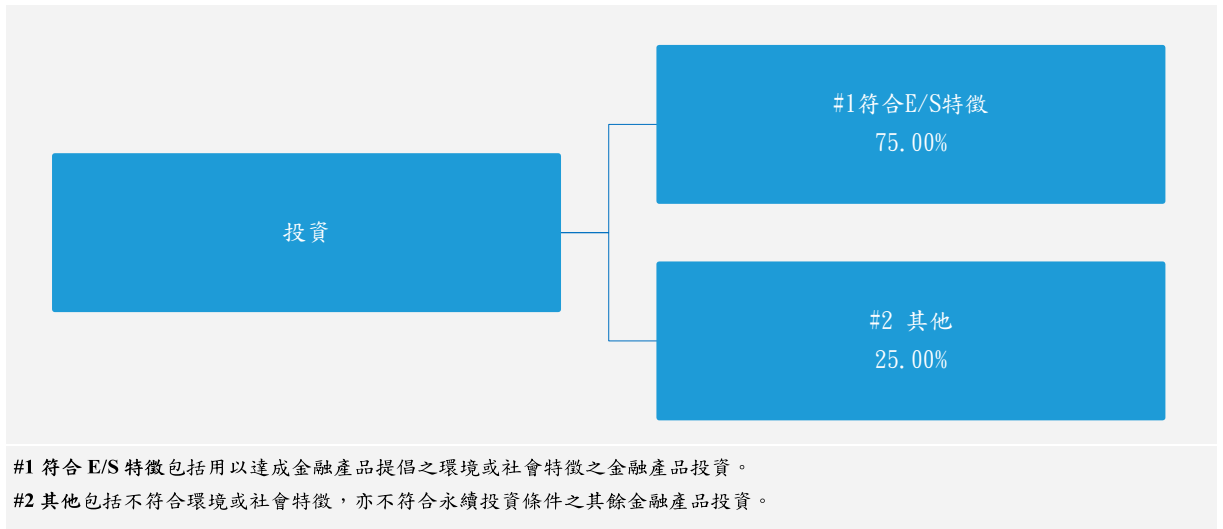 投資
#1符合E/S特徵
75.00%
#2 其他
25.00%
#1 符合 E/S 特徵包括用以達成金融產品提倡之環境或社會特徵之金融產品投資。
#2 其他包括不符合環境或社會特徵，亦不符合永續投資條件之其餘金融產品投資。